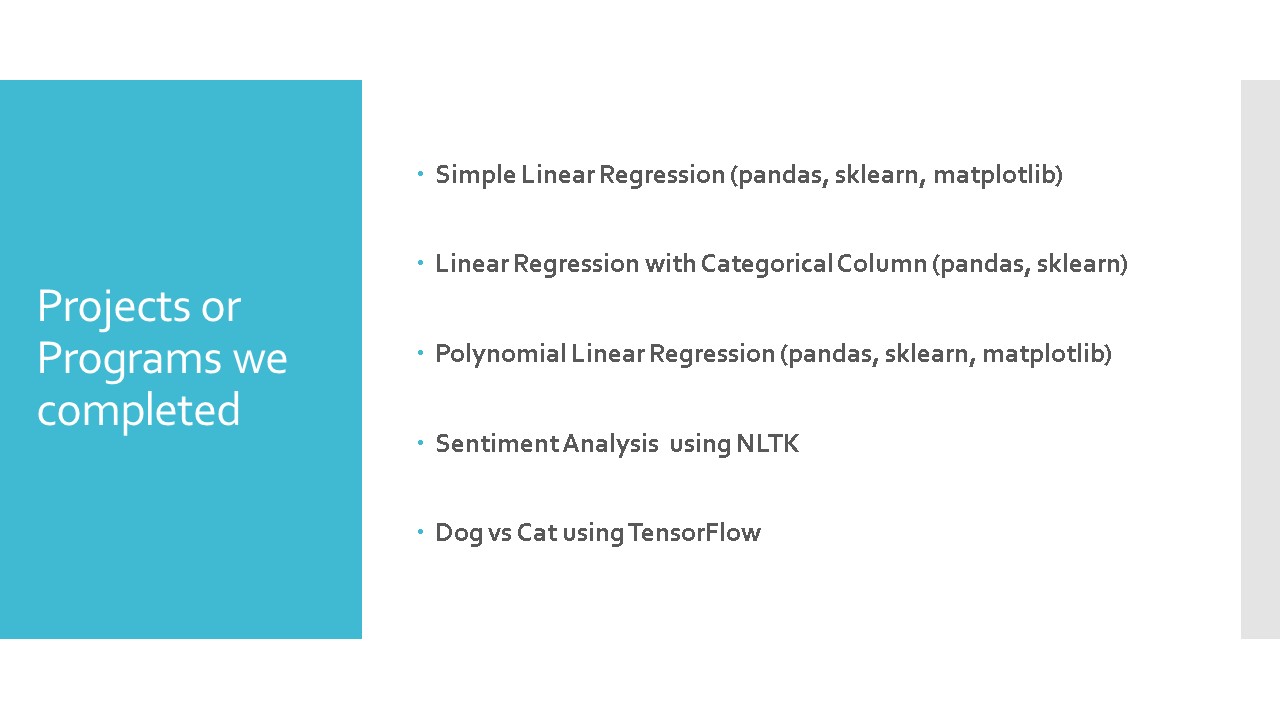 Projects or
Programs we
completed
• Simple Linear Regression (pandas, sklearn, matplotlib)
• Linear Regression with Categorical Column (pandas, sklearn)
• Polynomial Linear Regression (pandas, sklearn, matplotlib)
• Sentiment Analysis  using NLTK
• Dog vs Cat using TensorFlow